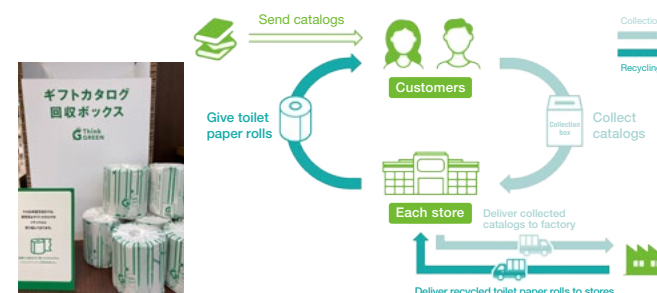 Send catalogs
Customers
Give toilet
paper rolls
Collection
box
Collect
catalogs
Each store
Deliver collected
catalogs to factory
Deliver recycled toilet paper rolls to stores
Collectio
Recycling
ギフトカタログ
回収ボックス
Think
GREEN